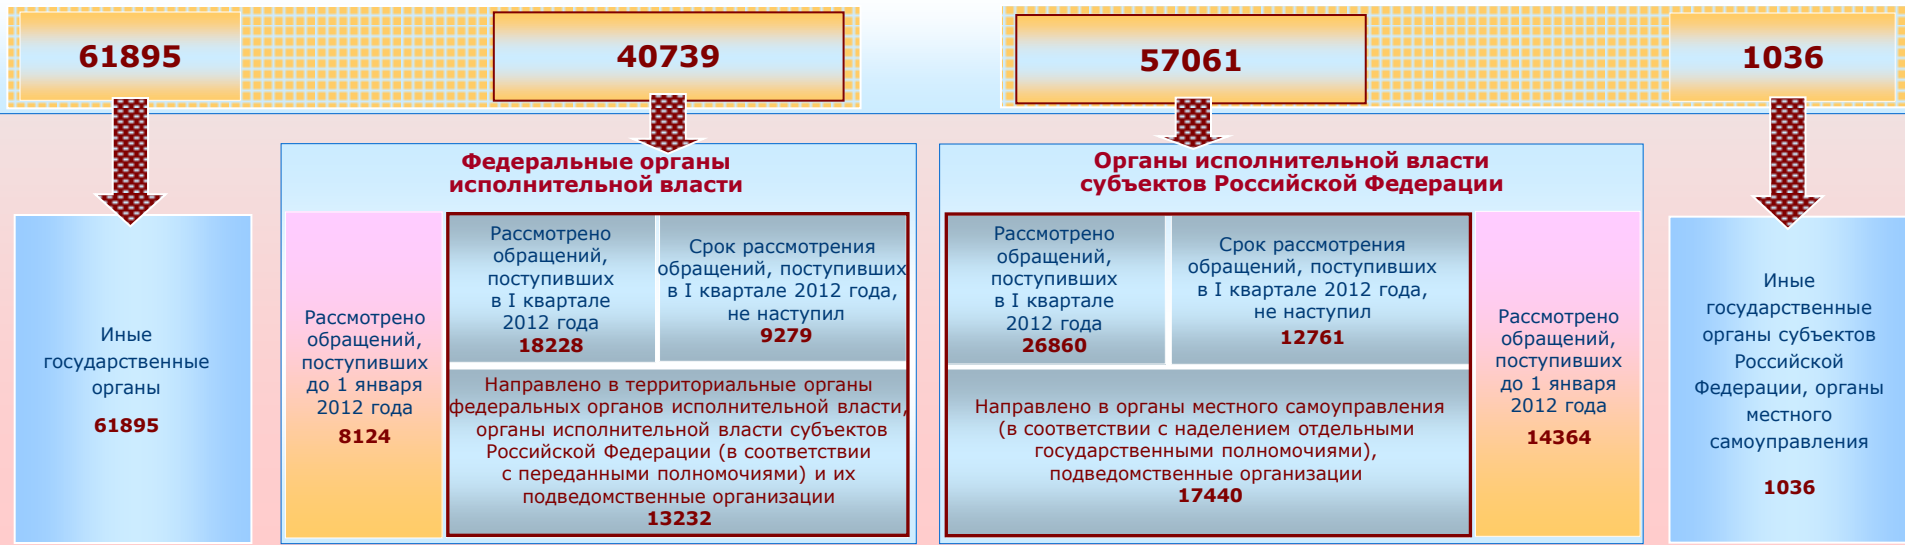 61895
40739
57061
1036
Федеральные органы
исполнительной власти
Органы исполнительной власти
субъектов Российской Федерации
Иные
государственные
органы
61895
Рассмотрено
обращений,
поступивших
до 1 января
2012 года
8124
Рассмотрено
обращений,
поступивших
в I квартале
2012 года
18228
Срок рассмотрения
обращений, поступивших
в I квартале 2012 года,
не наступил
9279
Направлено в территориальные органы
федеральных органов исполнительной власти,
органы исполнительной власти субъектов
Российской Федерации (в соответствии
с переданными полномочиями) и их
подведомственные организации
13232
Рассмотрено
обращений,
поступивших
в I квартале
2012 года
26860
Срок рассмотрения
обращений, поступивших
в I квартале 2012 года,
не наступил
12761
Направлено в органы местного самоуправления
(в соответствии с наделением отдельными
государственными полномочиями),
подведомственные организации
17440
Рассмотрено
обращений,
поступивших
до 1 января
2012 года
14364
Иные
государственные
органы субъектов
Российской
Федерации, органы
местного
самоуправления
1036